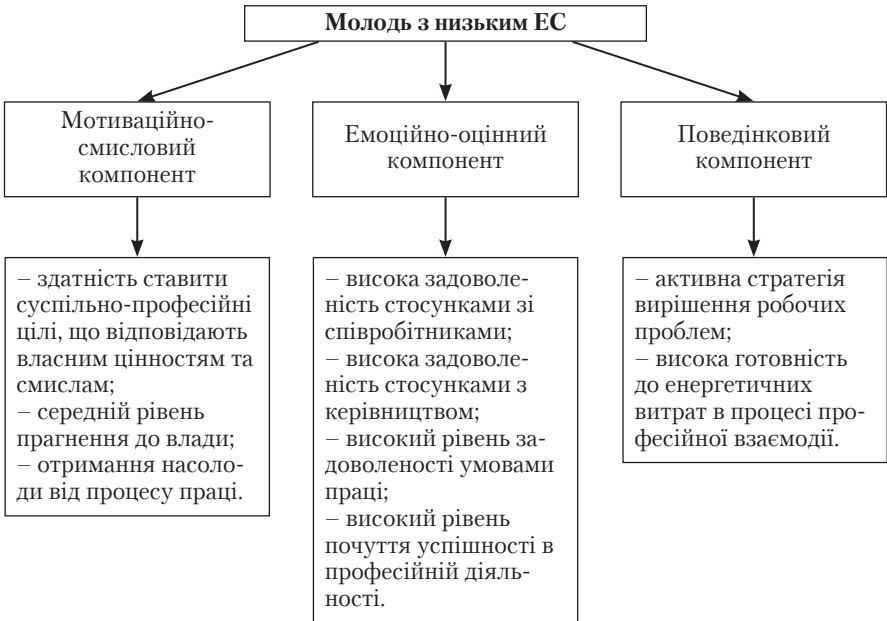 Молодь з низьким ЕС
Мотиваційно-
смисловий
компонент
Емоційно-оцінний
компонент
Поведінковий
компонент
– здатність ставити
суспільно-професійні
цілі, що відповідають
власним цінностям та
смислам;
– середній рівень
прагнення до влади;
– отримання насоло-
ди від процесу праці.
– висока задоволе-
ність стосунками зі
співробітниками;
– висока задоволе-
ність стосунками з
керівництвом;
– високий рівень за-
доволеності умовами
праці;
– високий рівень
почуття успішності в
професійній діяль-
ності.
– активна стратегія
вирішення робочих
проблем;
– висока готовність
до енергетичних
витрат в процесі про-
фесійної взаємодії.